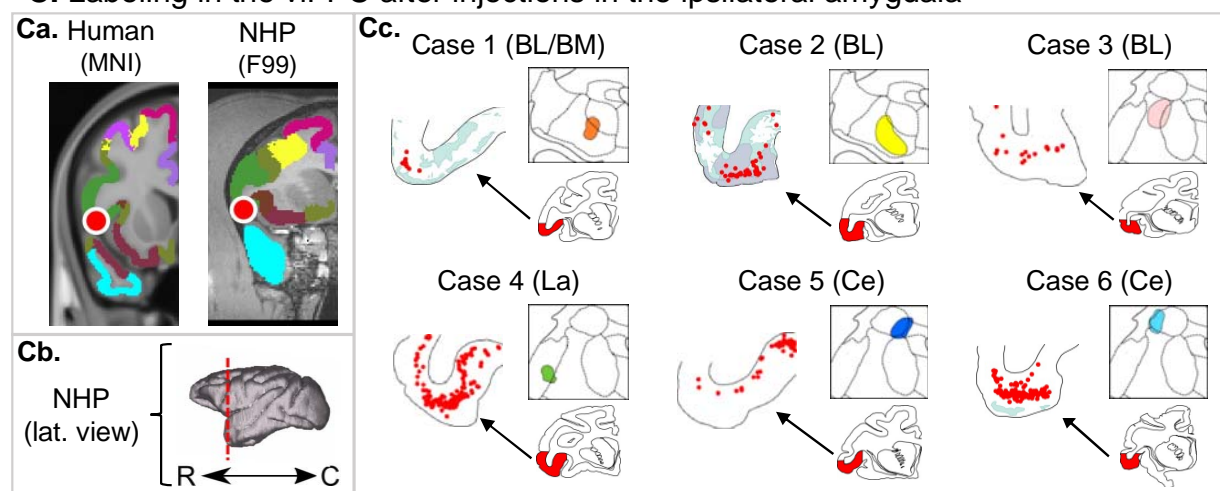 Ca. Human
(MNI)
NHP
(F99)
Cb.
NHP
(lat. view)
R
C
Cc.
Case 1 (BL/BM)
Case 2 (BL)
Case 3 (BL)
Case 4 (La)
Case 5 (Ce)
Case 6 (Ce)